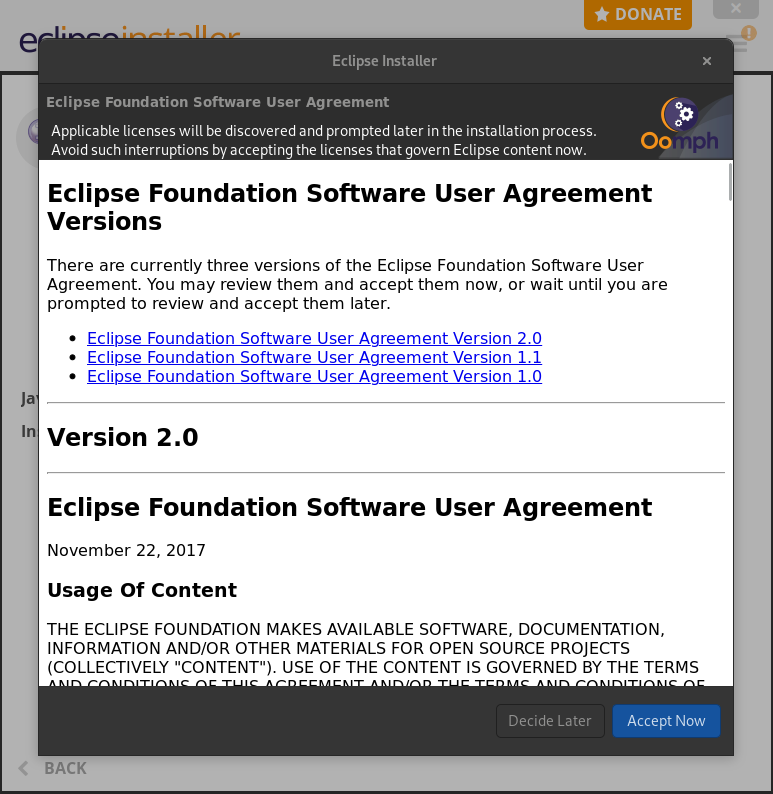 DONATE
eclipseinstaller
Eclipse Installer
Eclipse Foundation Software User Agreement
Applicable licenses will be discovered and prompted later in the installation process.
Avoid such interruptions by accepting the licenses that govern Eclipse content now.
Oomph
Eclipse Foundation Software User Agreement
Versions
There are currently three versions of the Eclipse Foundation Software User
Agreement. You may review them and accept them now, or wait until you are
prompted to review and accept them later.
• Eclipse Foundation Software User Agreement Version 2.0
• Eclipse Foundation Software User Agreement Version 1.1
• Eclipse Foundation Software User Agreement Version 1.0
Version 2.0
Eclipse Foundation Software User Agreement
November 22, 2017
Usage Of Content
THE ECLIPSE FOUNDATION MAKES AVAILABLE SOFTWARE, DOCUMENTATION,
INFORMATION AND/OR OTHER MATERIALS FOR OPEN SOURCE PROJECTS
(COLLECTIVELY "CONTENT"). USE OF THE CONTENT IS GOVERNED BY THE TERMS
AND CONDITIONS OF THIS AGREEMENT AND/OR THE TERMS AND CONDITIONS OF
Decide Later
Accept Now
BACK